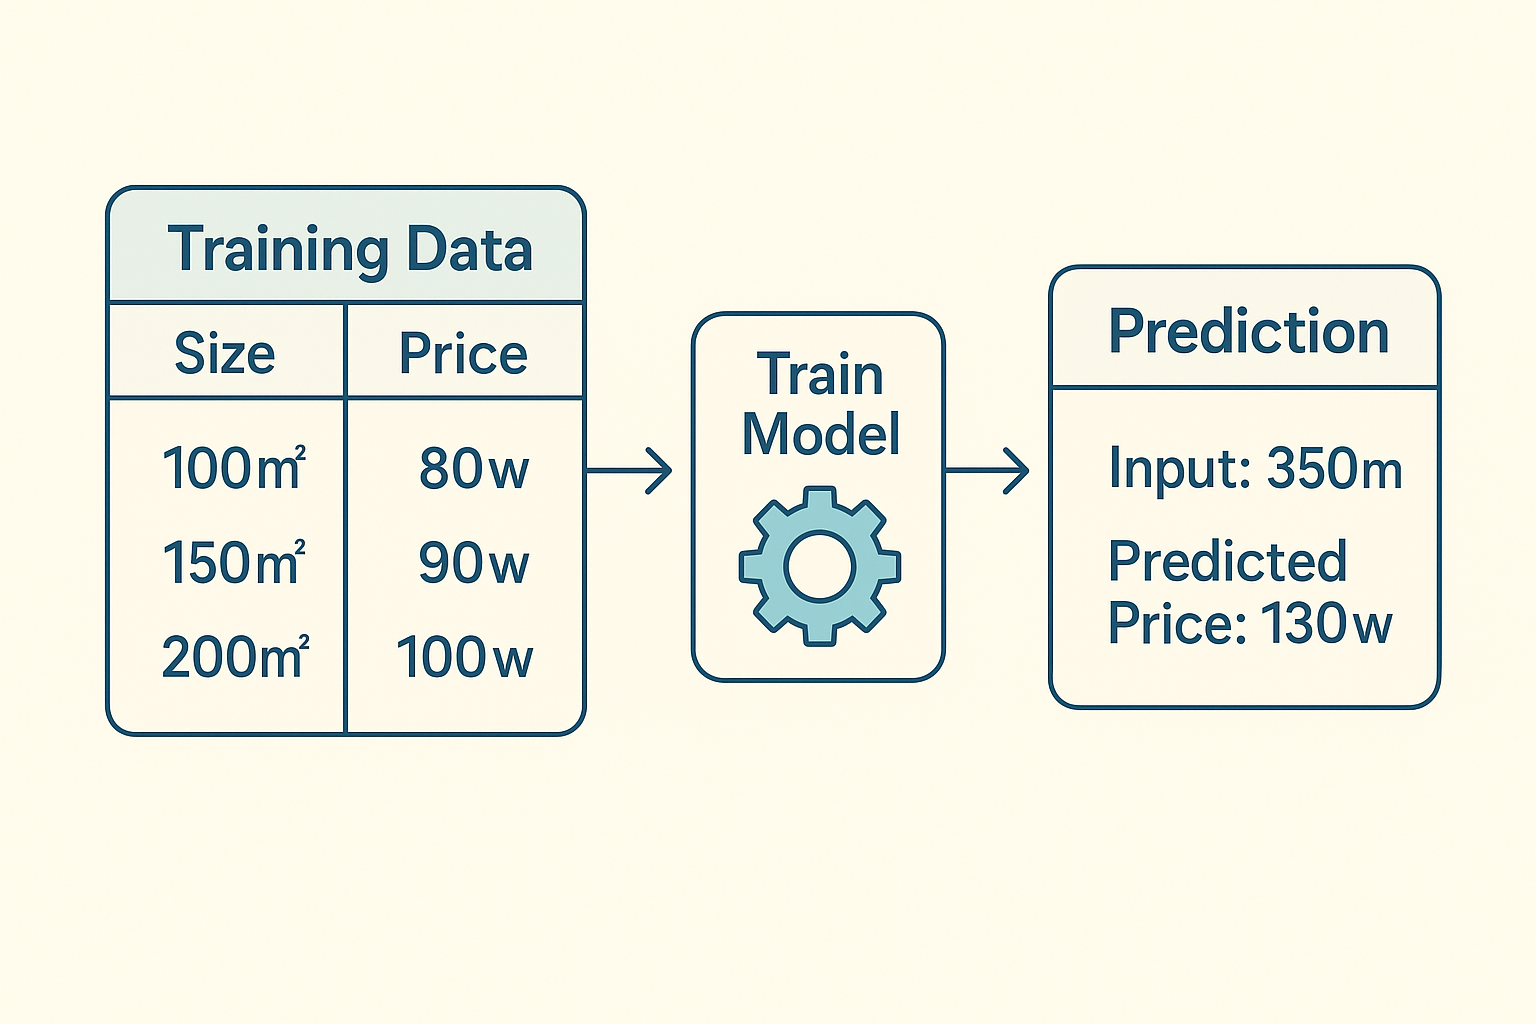 Training Data
Size Price
100m² 80w
150m² 90w
200m² 100w
Train
Model
Prediction
Input: 350m
Predicted
Price: 130w